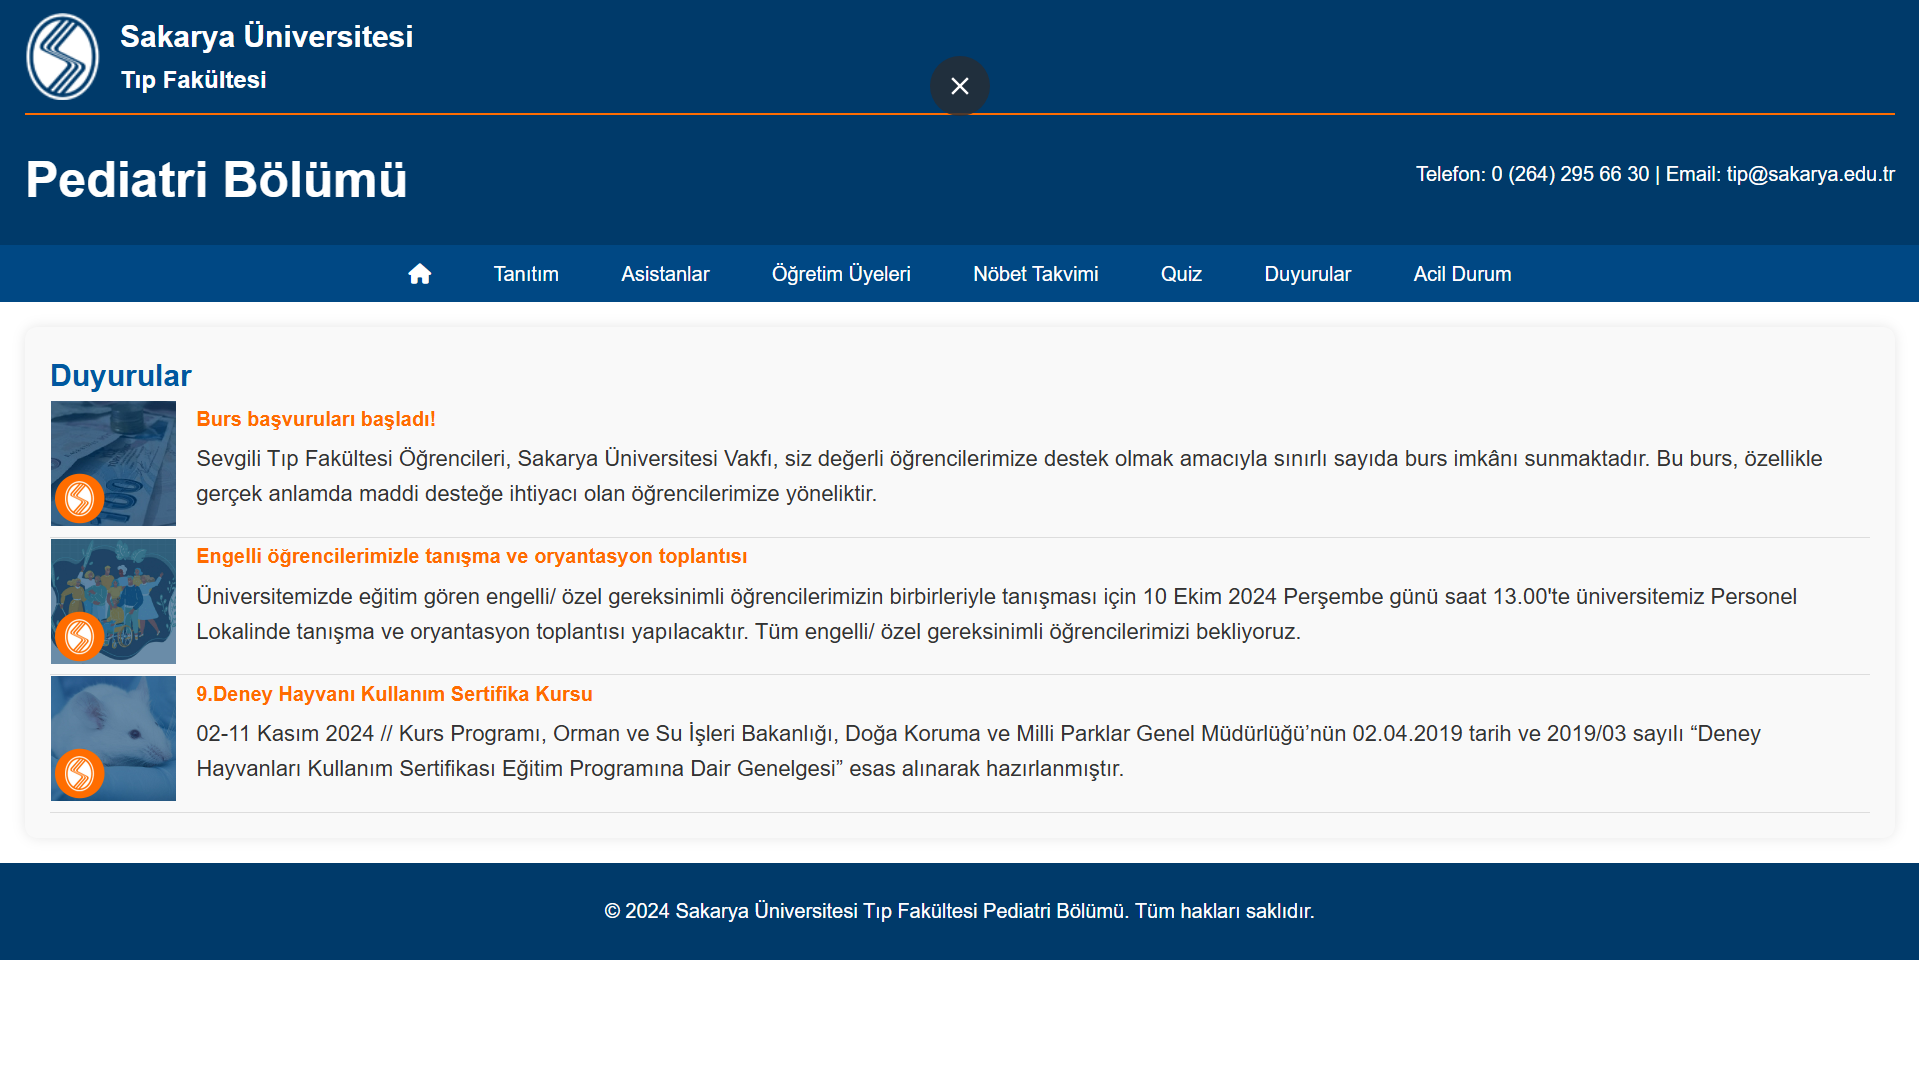 Sakarya Üniversitesi
Tıp Fakültesi
Pediatri Bölümü
Telefon: 0 (264) 295 66 30 | Email: tip@sakarya.edu.tr
Tanıtım Asistanlar Öğretim Üyeleri Nöbet Takvimi Quiz Duyurular Acil Durum
Duyurular
Burs başvuruları başladı!
Sevgili Tıp Fakültesi Öğrencileri, Sakarya Üniversitesi Vakfı, siz değerli öğrencilerimize destek olmak amacıyla sınırlı sayıda burs imkânı sunmaktadır. Bu burs, özellikle
gerçek anlamda maddi desteğe ihtiyacı olan öğrencilerimize yöneliktir.
Engelli öğrencilerimizle tanışma ve oryantasyon toplantısı
Üniversitemizde eğitim gören engelli/ özel gereksinimli öğrencilerimizin birbirleriyle tanışması için 10 Ekim 2024 Perşembe günü saat 13.00'te üniversitemiz Personel
Lokalinde tanışma ve oryantasyon toplantısı yapılacaktır. Tüm engelli/ özel gereksinimli öğrencilerimizi bekliyoruz.
9.Deney Hayvanı Kullanım Sertifika Kursu
02-11 Kasım 2024 // Kurs Programı, Orman ve Su İşleri Bakanlığı, Doğa Koruma ve Milli Parklar Genel Müdürlüğü’nün 02.04.2019 tarih ve 2019/03 sayılı “Deney
Hayvanları Kullanım Sertifikası Eğitim Programına Dair Genelgesi” esas alınarak hazırlanmıştır.
© 2024 Sakarya Üniversitesi Tıp Fakültesi Pediatri Bölümü. Tüm hakları saklıdır.